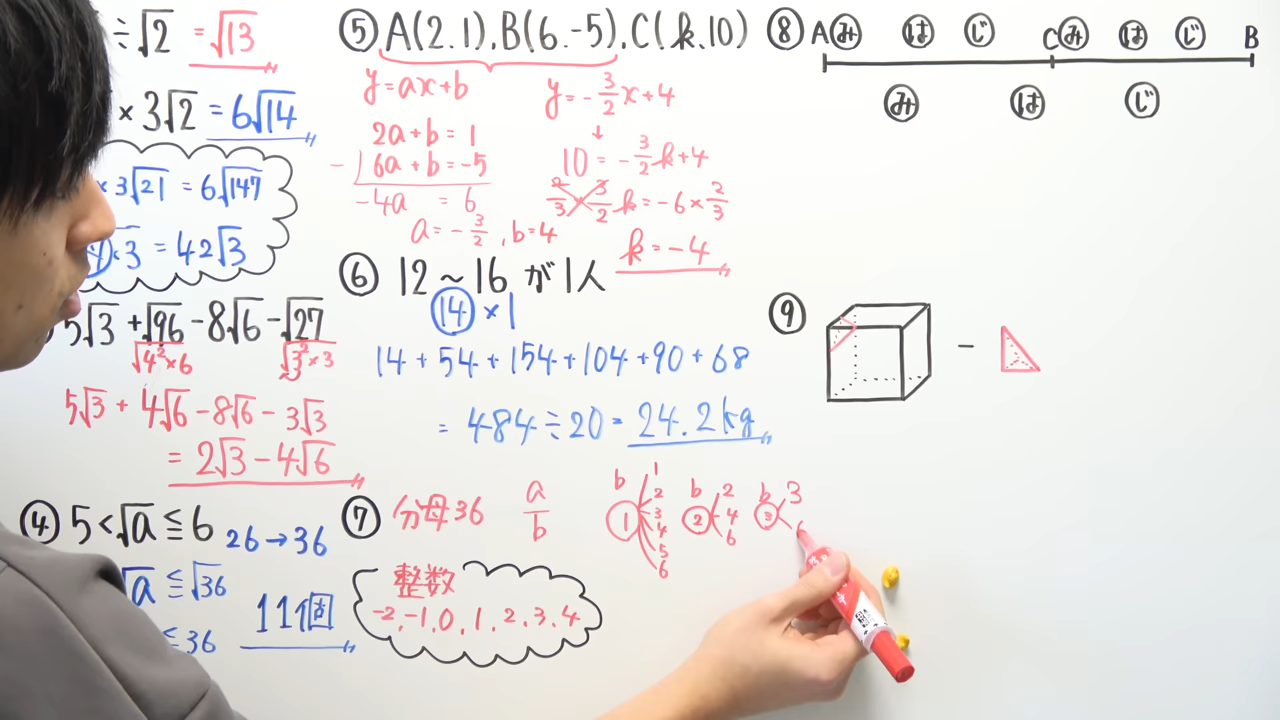 ÷√2 = √13
× 3√2 = 6√14
× 3√21 = 6√147
×3 = 42√3
5√3 + √96 - 8√6 - √27
√4²×6 √3²×3
5√3 + 4√6 - 8√6 - 3√3
= 2√3 - 4√6
④ 5 < √a ≦ 6
26 → 36
√a ≦ √36
≦ 36
11個
⑤ A(2.1).B(6.-5).C(k.10)
y = ax + b
2a + b = 1
- 6a + b = -5
-4a = 6
a = -3/2 , b = 4
y = -3/2 x + 4
↓
10 = -3/2 k + 4
2/3 × 3/2 k = -6 × 2/3
k = -4
⑥ 12 ~ 16 が 1人
14 × 1
14 + 54 + 154 + 104 + 90 + 68
= 484 ÷ 20 = 24.2kg
⑦ 分母36 a/b
b 1 2 3 4 5 6
①
b 2 4 6
②
b 3 6
③
整数
-2, -1, 0, 1, 2, 3, 4
⑧ A み は じ C み は じ B
み は じ
⑨ -